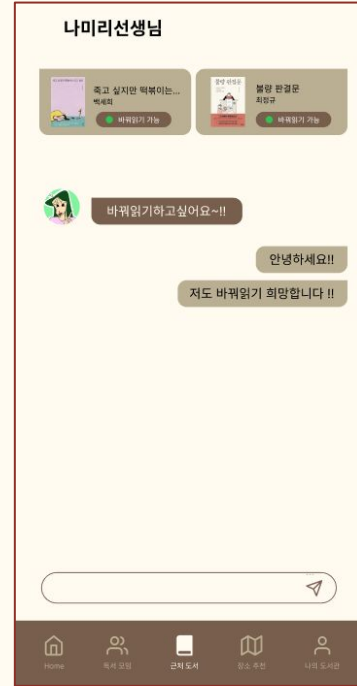 나미리선생님
죽고 싶지만 떡볶이는...
백세희
바꿔읽기 가능
불량 판결문
최정규
바꿔읽기 가능
바꿔읽기하고싶어요~!!
안녕하세요!!
저도 바꿔읽기 희망합니다 !!
Home
독서 모임
근처 도서
장소 추천
나의 도서관